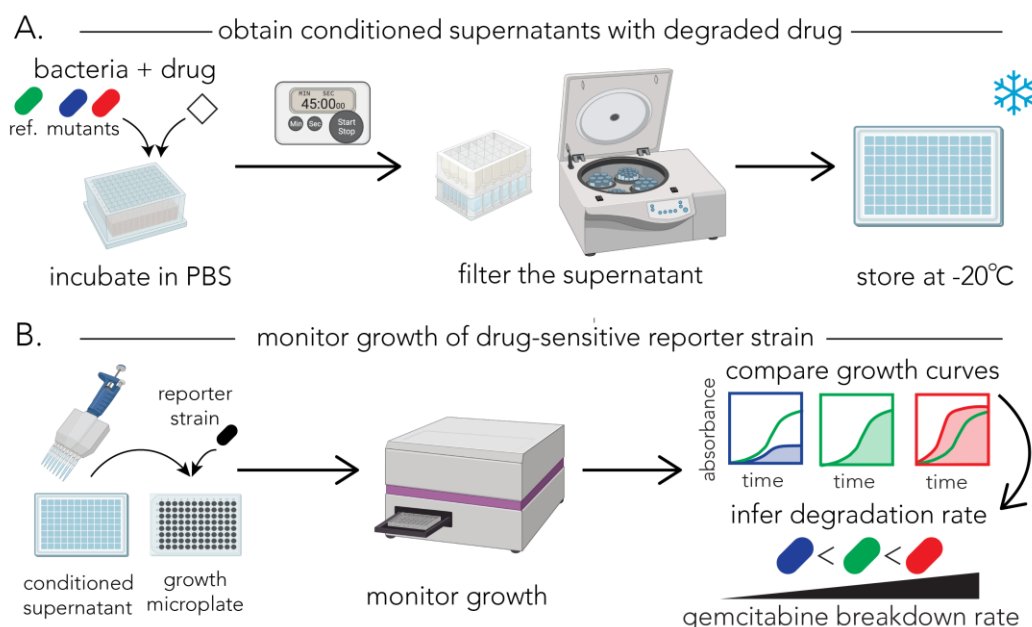 A. obtain conditioned supernatants with degraded drug
bacteria + drug
ref. mutants
MIN SEC
45:00 00
Min Sec Start
Stop
incubate in PBS
filter the supernatant
store at -20°C
B. monitor growth of drug-sensitive reporter strain
reporter
strain
conditioned
supernatant
growth
microplate
monitor growth
compare growth curves
absorbance
time time time
infer degradation rate
< <
gemcitabine breakdown rate